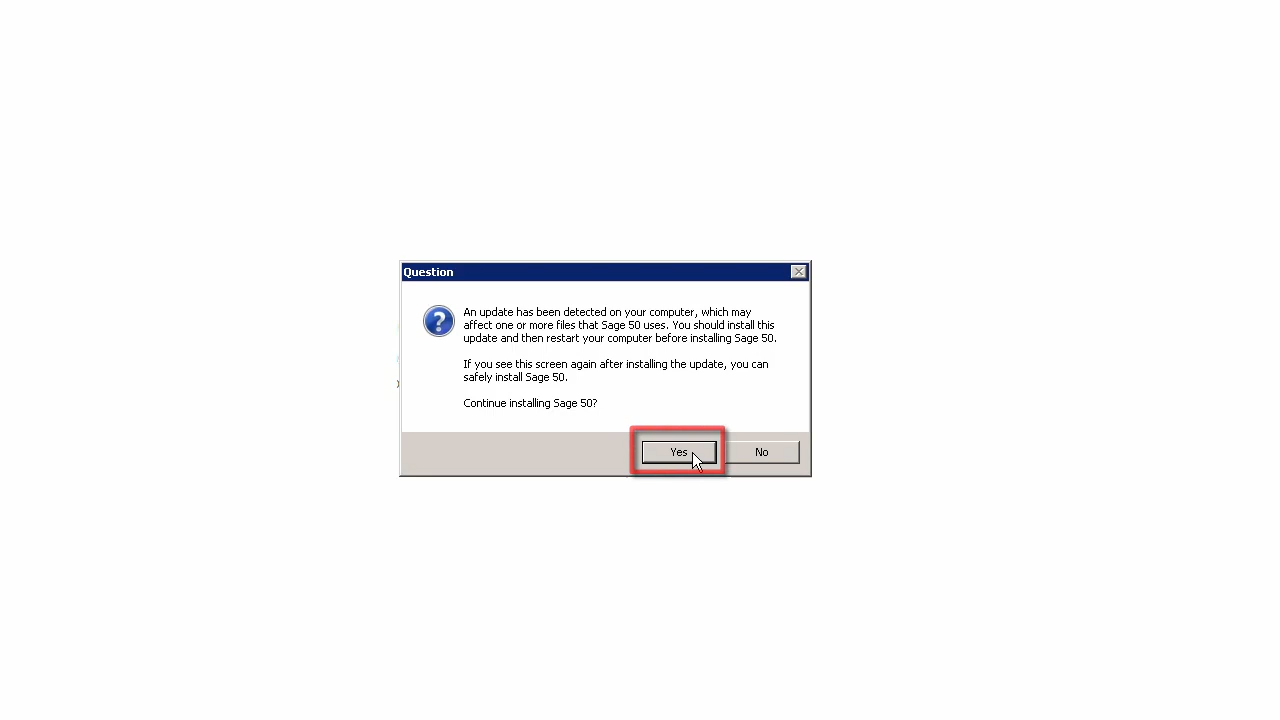 Question
An update has been detected on your computer, which may
affect one or more files that Sage 50 uses. You should install this
update and then restart your computer before installing Sage 50.
If you see this screen again after installing the update, you can
safely install Sage 50.
Continue installing Sage 50?
Yes No